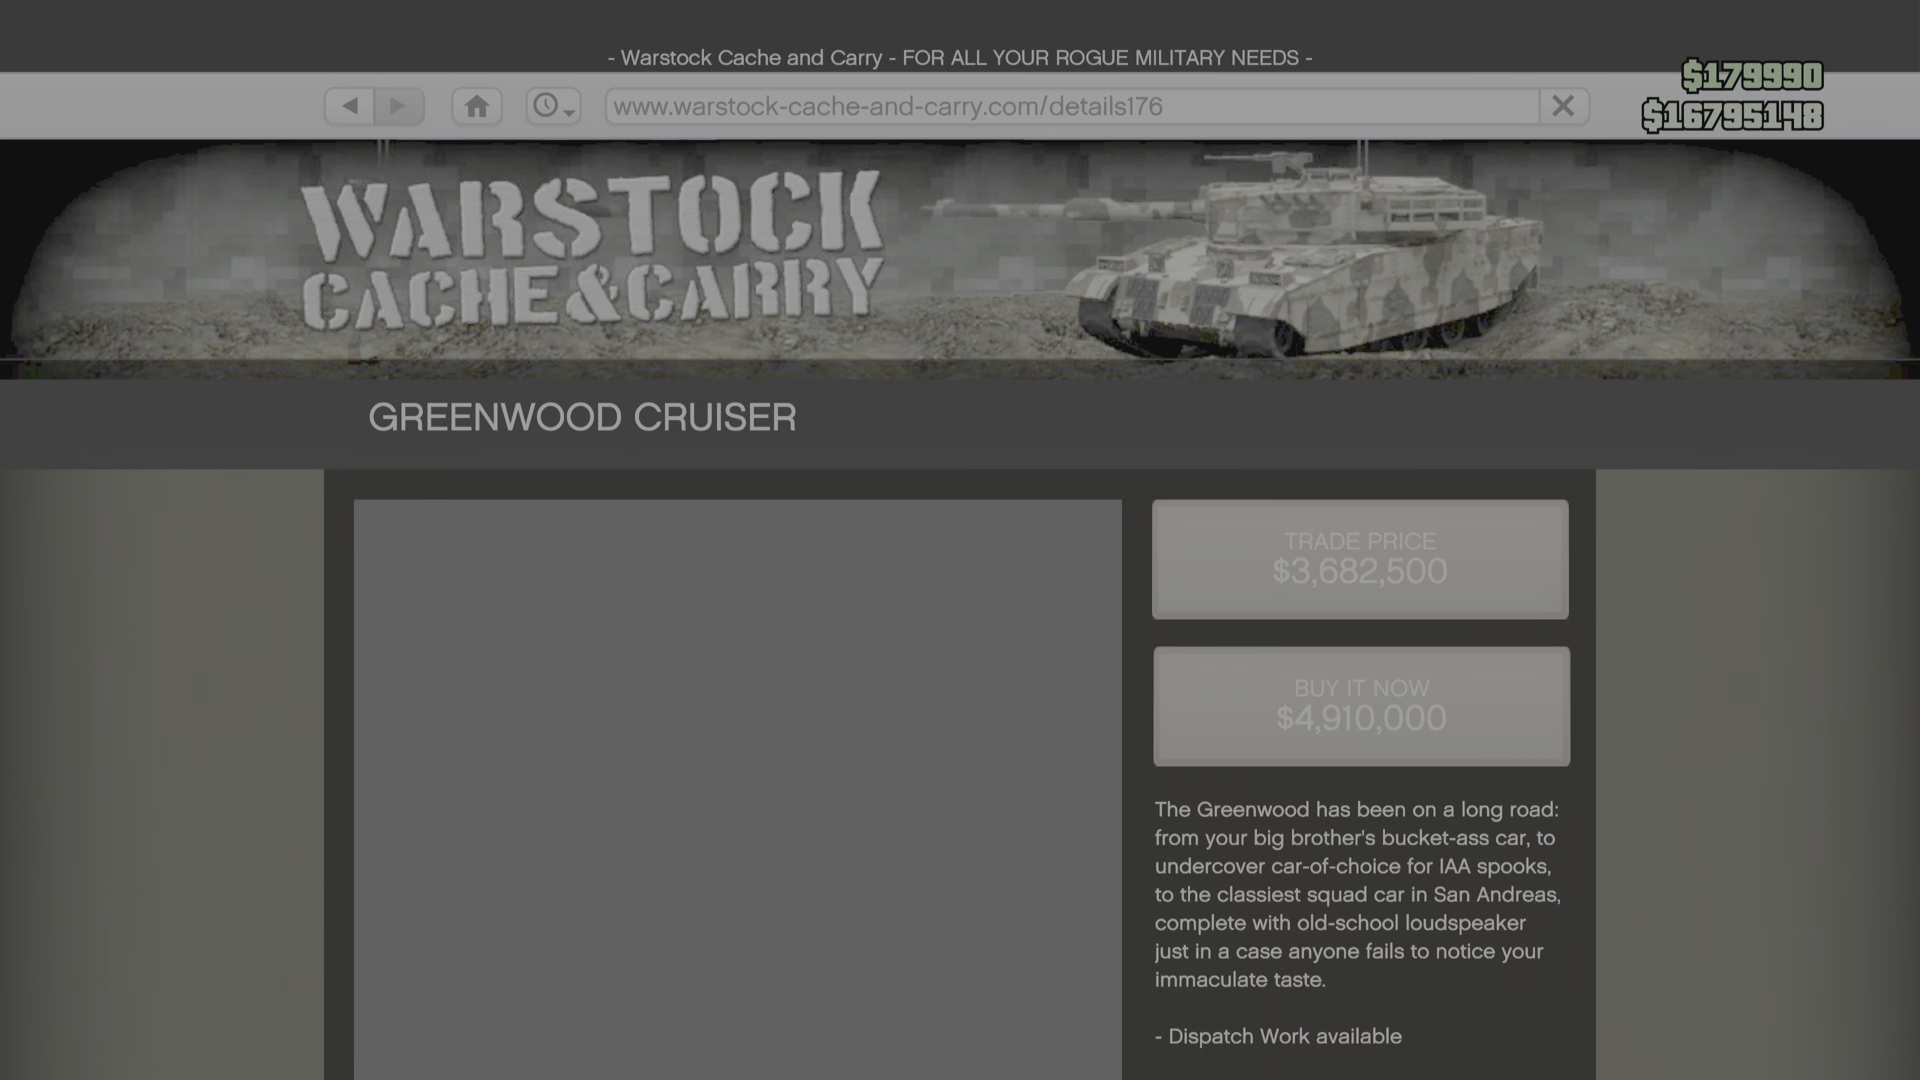 - Warstock Cache and Carry - FOR ALL YOUR ROGUE MILITARY NEEDS -
$179990
www.warstock-cache-and-carry.com/details176
$16795148
WARSTOCK
CACHE&CARRY
GREENWOOD CRUISER
TRADE PRICE
$3,682,500
BUY IT NOW
$4,910,000
The Greenwood has been on a long road:
from your big brother's bucket-ass car, to
undercover car-of-choice for IAA spooks,
to the classiest squad car in San Andreas,
complete with old-school loudspeaker
just in a case anyone fails to notice your
immaculate taste.
- Dispatch Work available